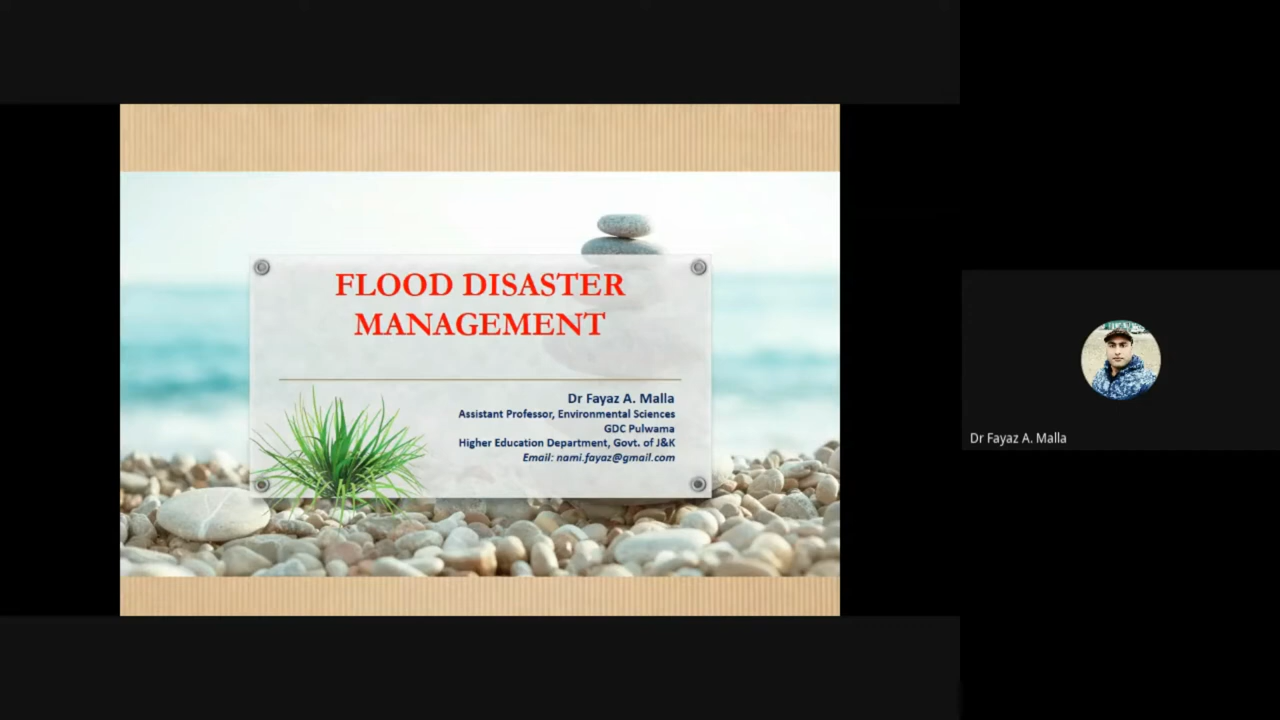 FLOOD DISASTER
MANAGEMENT
Dr Fayaz A. Malla
Assistant Professor, Environmental Sciences
GDC Pulwama
Higher Education Department, Govt. of J&K
Email: nami.fayaz@gmail.com
Dr Fayaz A. Malla